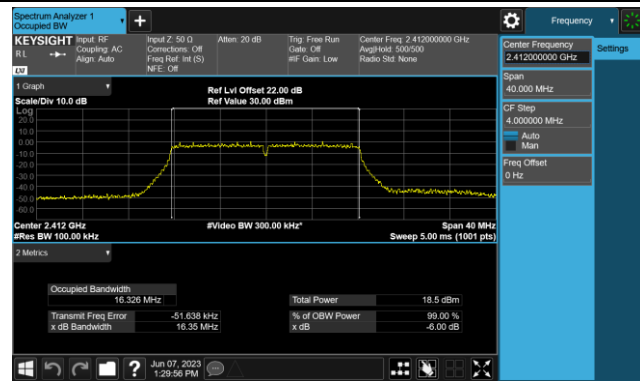 Spectrum Analyzer 1
Occupied BW
Frequency
KEYSIGHT
RL
Input: RF
Coupling: AC
Align: Auto
Input Z: 50 Ω
Corrections: Off
Freq Ref: Int (S)
NFE: Off
Atten: 20 dB
Trig: Free Run
Gate: Off
#IF Gain: Low
Center Freq: 2.412000000 GHz
Avg|Hold: 500/500
Radio Std: None
LXI
Center Frequency
2.412000000 GHz
Settings
Span
40.000 MHz
CF Step
4.000000 MHz
Auto
Man
Freq Offset
0 Hz
1 Graph
Scale/Div 10.0 dB
Ref Lvl Offset 22.00 dB
Ref Value 30.00 dBm
Log
20.0
10.0
0.00
-10.0
-20.0
-30.0
-40.0
-50.0
-60.0
Center 2.412 GHz
#Video BW 300.00 kHz*
Span 40 MHz
#Res BW 100.00 kHz
Sweep 5.00 ms (1001 pts)
2 Metrics
Occupied Bandwidth
16.326 MHz
Total Power 18.5 dBm
Transmit Freq Error -51.638 kHz
% of OBW Power 99.00 %
x dB Bandwidth 16.35 MHz
x dB -6.00 dB
?
Jun 07, 2023
1:29:56 PM